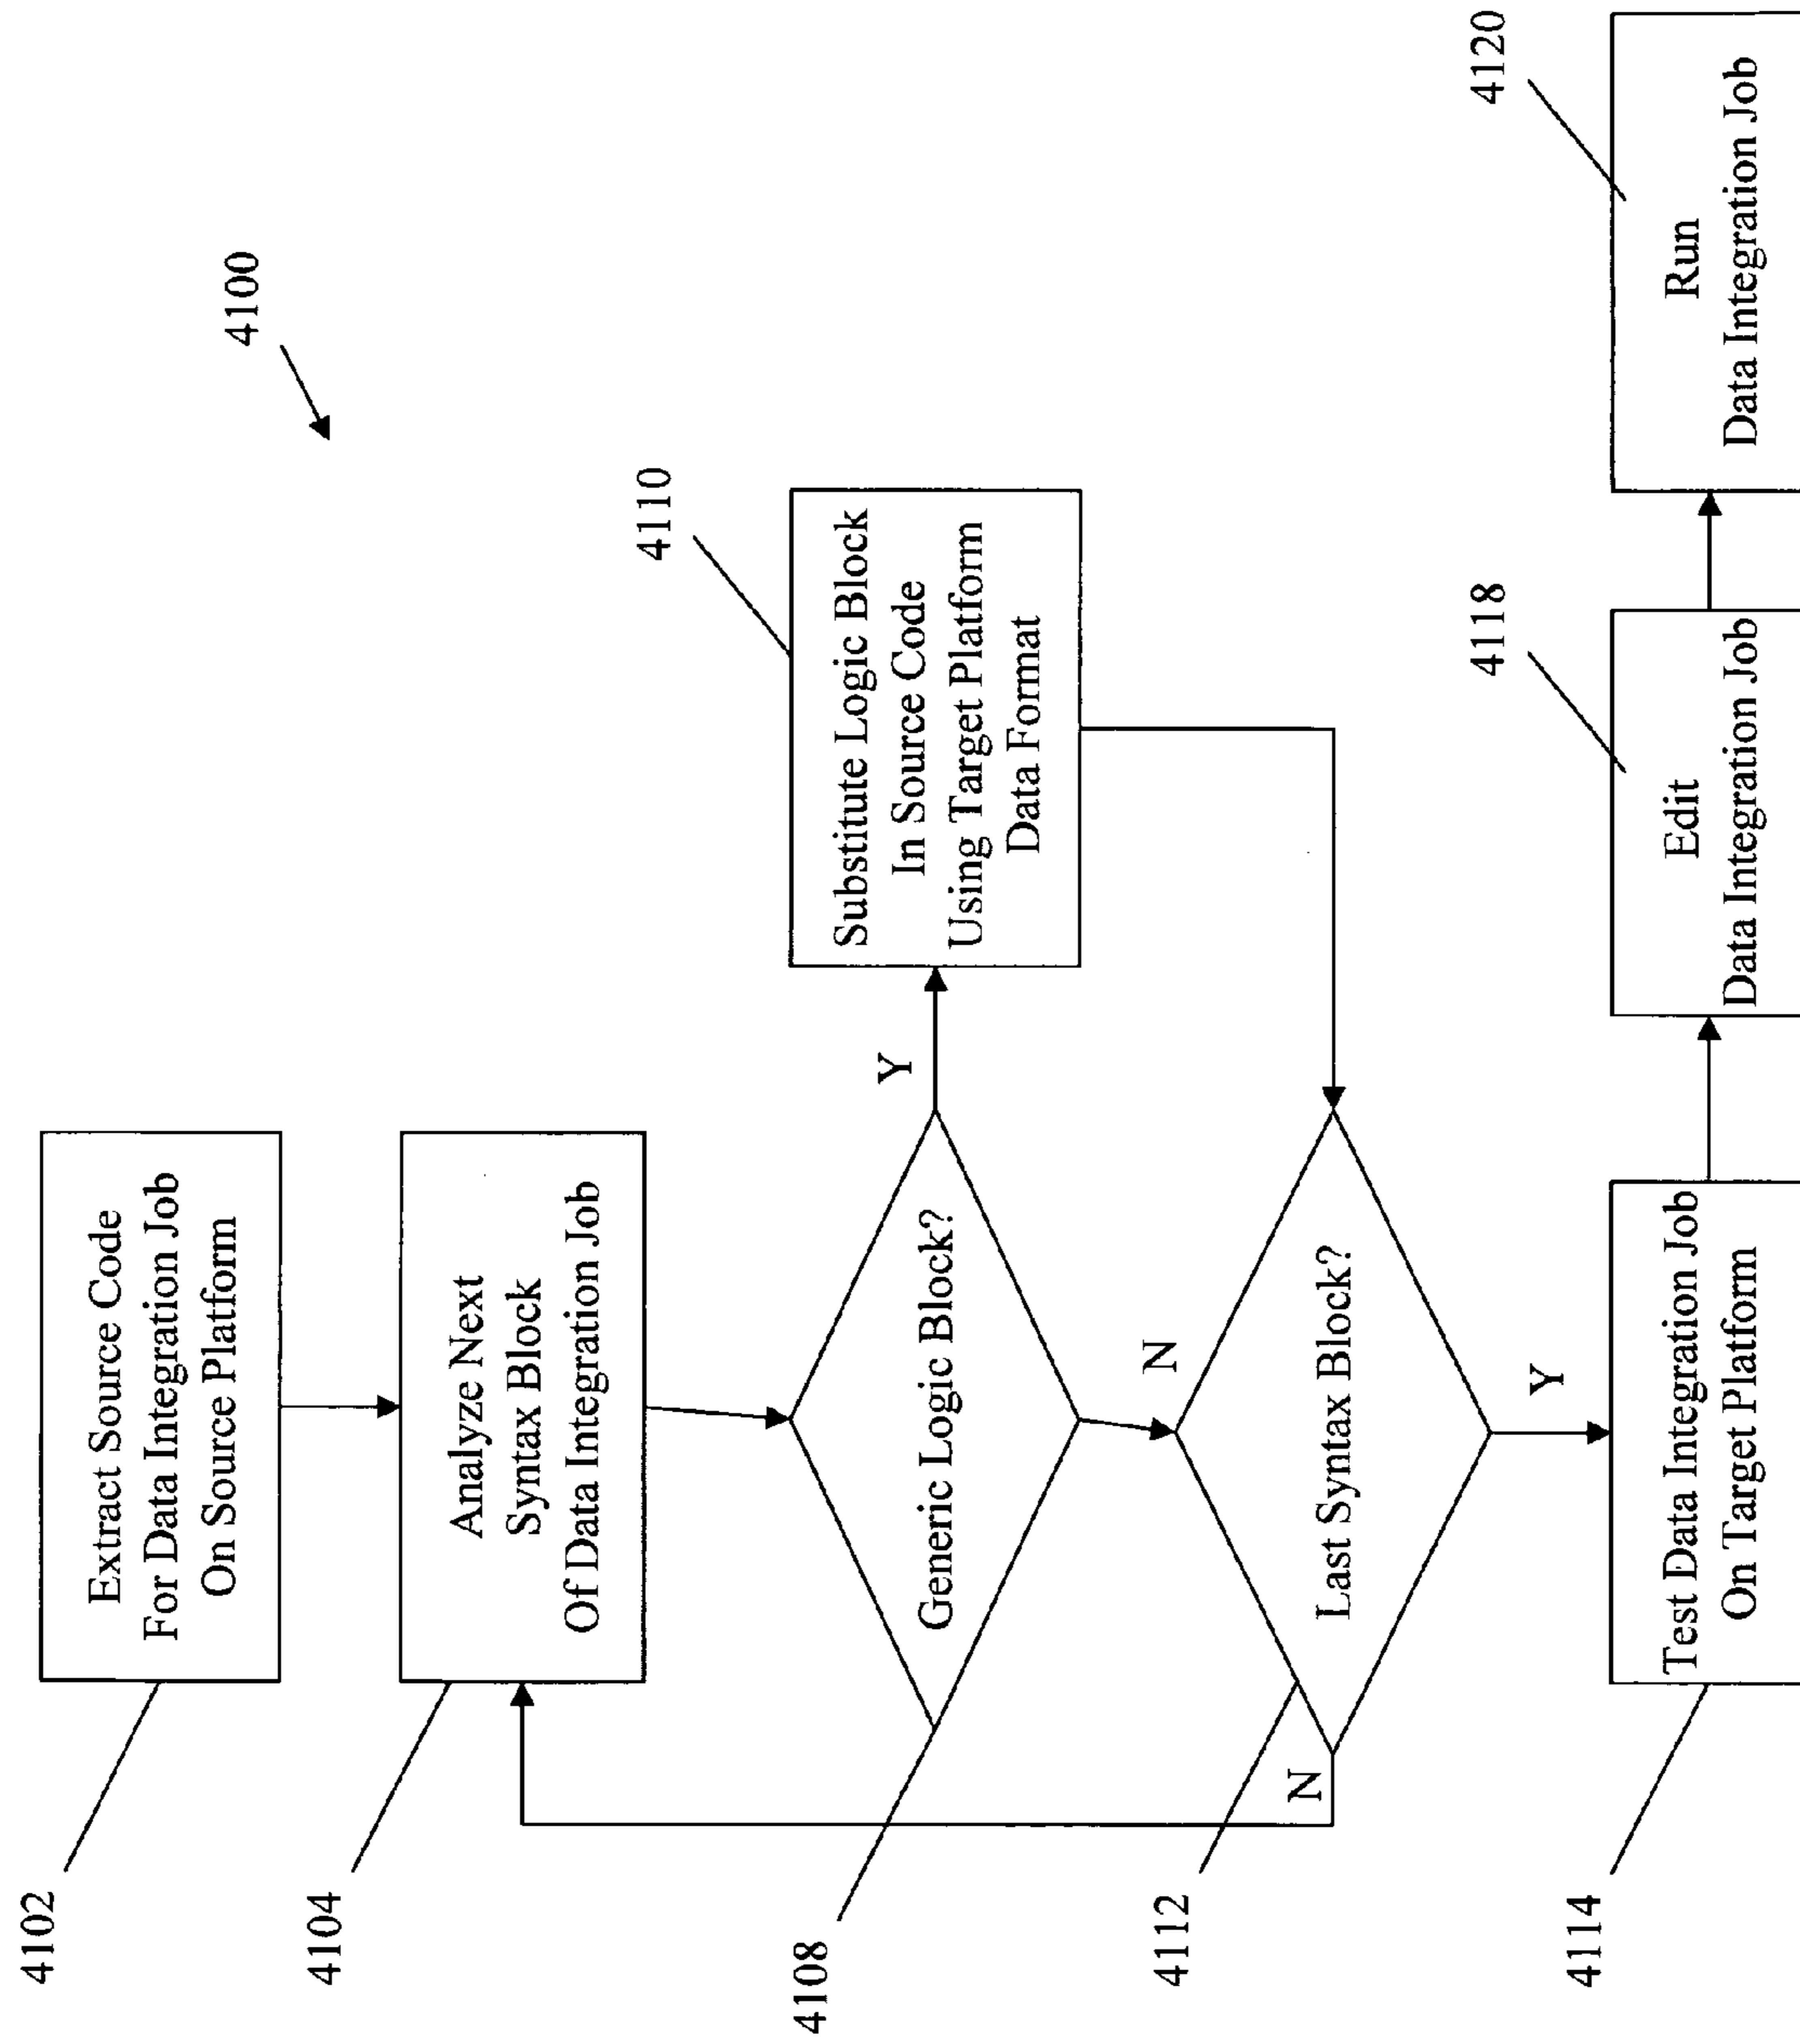 4100
4102
Extract Source Code
For Data Integration Job
On Source Platform
4104
Analyze Next
Syntax Block
Of Data Integration Job
4108
Generic Logic Block?
Y
4110
Substitute Logic Block
In Source Code
Using Target Platform
Data Format
N
4112
Last Syntax Block?
N
Y
4114
Test Data Integration Job
On Target Platform
4118
Edit
Data Integration Job
4120
Run
Data Integration Job